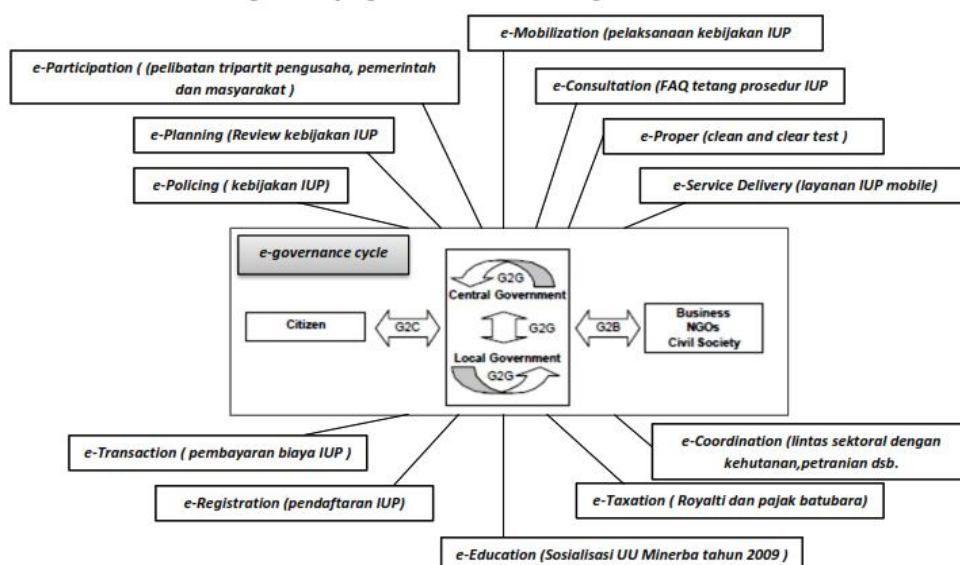 e-Mobilization (pelaksanaan kebijakan IUP
e-Participation ( (pelibatan tripartit pengusaha, pemerintah
dan masyarakat )
e-Consultation (FAQ tetang prosedur IUP
e-Planning (Review kebijakan IUP
e-Proper (clean and clear test )
e-Policing ( kebijakan IUP)
e-Service Delivery (layanan IUP mobile)
e-governance cycle
G2G
Central Government
Citizen
G2C
G2G
G2B
Business
NGOs
Civil Society
Local Government
G2G
e-Transaction ( pembayaran biaya IUP )
e-Coordination (lintas sektoral dengan
kehutanan,petranian dsb.
e-Registration (pendaftaran IUP)
e-Taxation ( Royalti dan pajak batubara)
e-Education (Sosialisasi UU Minerba tahun 2009 )